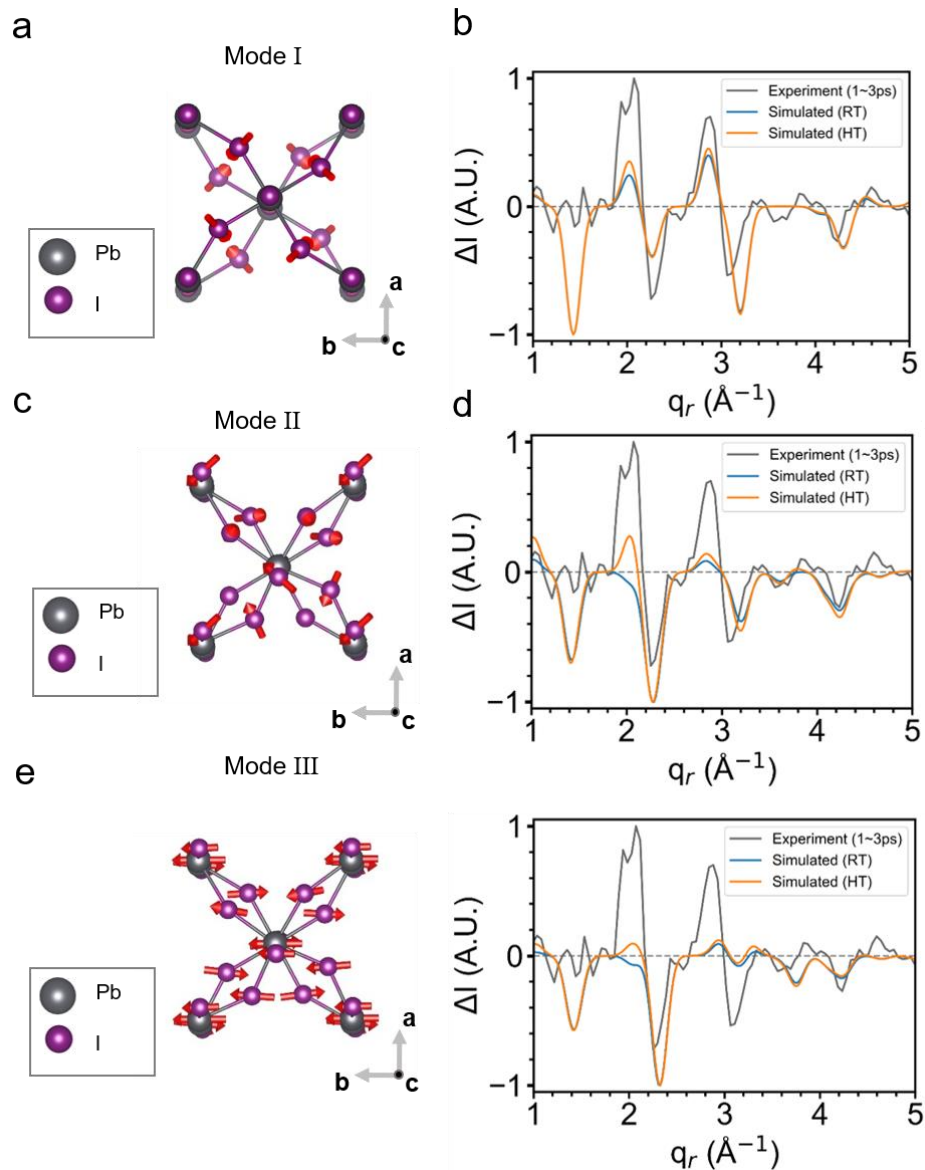 a
Mode I
Pb
I
a
b
c
b
1
0
−1
ΔI (A.U.)
Experiment (1~3ps)
Simulated (RT)
Simulated (HT)
1 2 3 4 5
qᵣ (Å⁻¹)
c
Mode II
Pb
I
a
b
c
d
1
0
−1
ΔI (A.U.)
Experiment (1~3ps)
Simulated (RT)
Simulated (HT)
1 2 3 4 5
qᵣ (Å⁻¹)
e
Mode III
Pb
I
a
b
c
1
0
−1
ΔI (A.U.)
Experiment (1~3ps)
Simulated (RT)
Simulated (HT)
1 2 3 4 5
qᵣ (Å⁻¹)